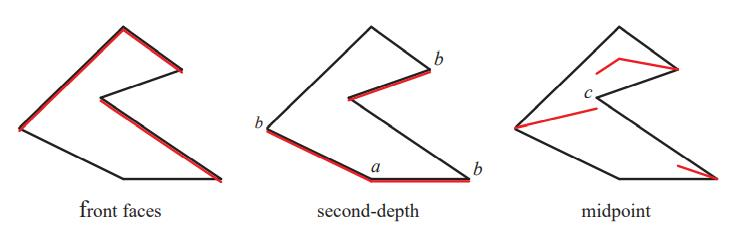 b
c
b
a
b
front faces
second-depth
midpoint